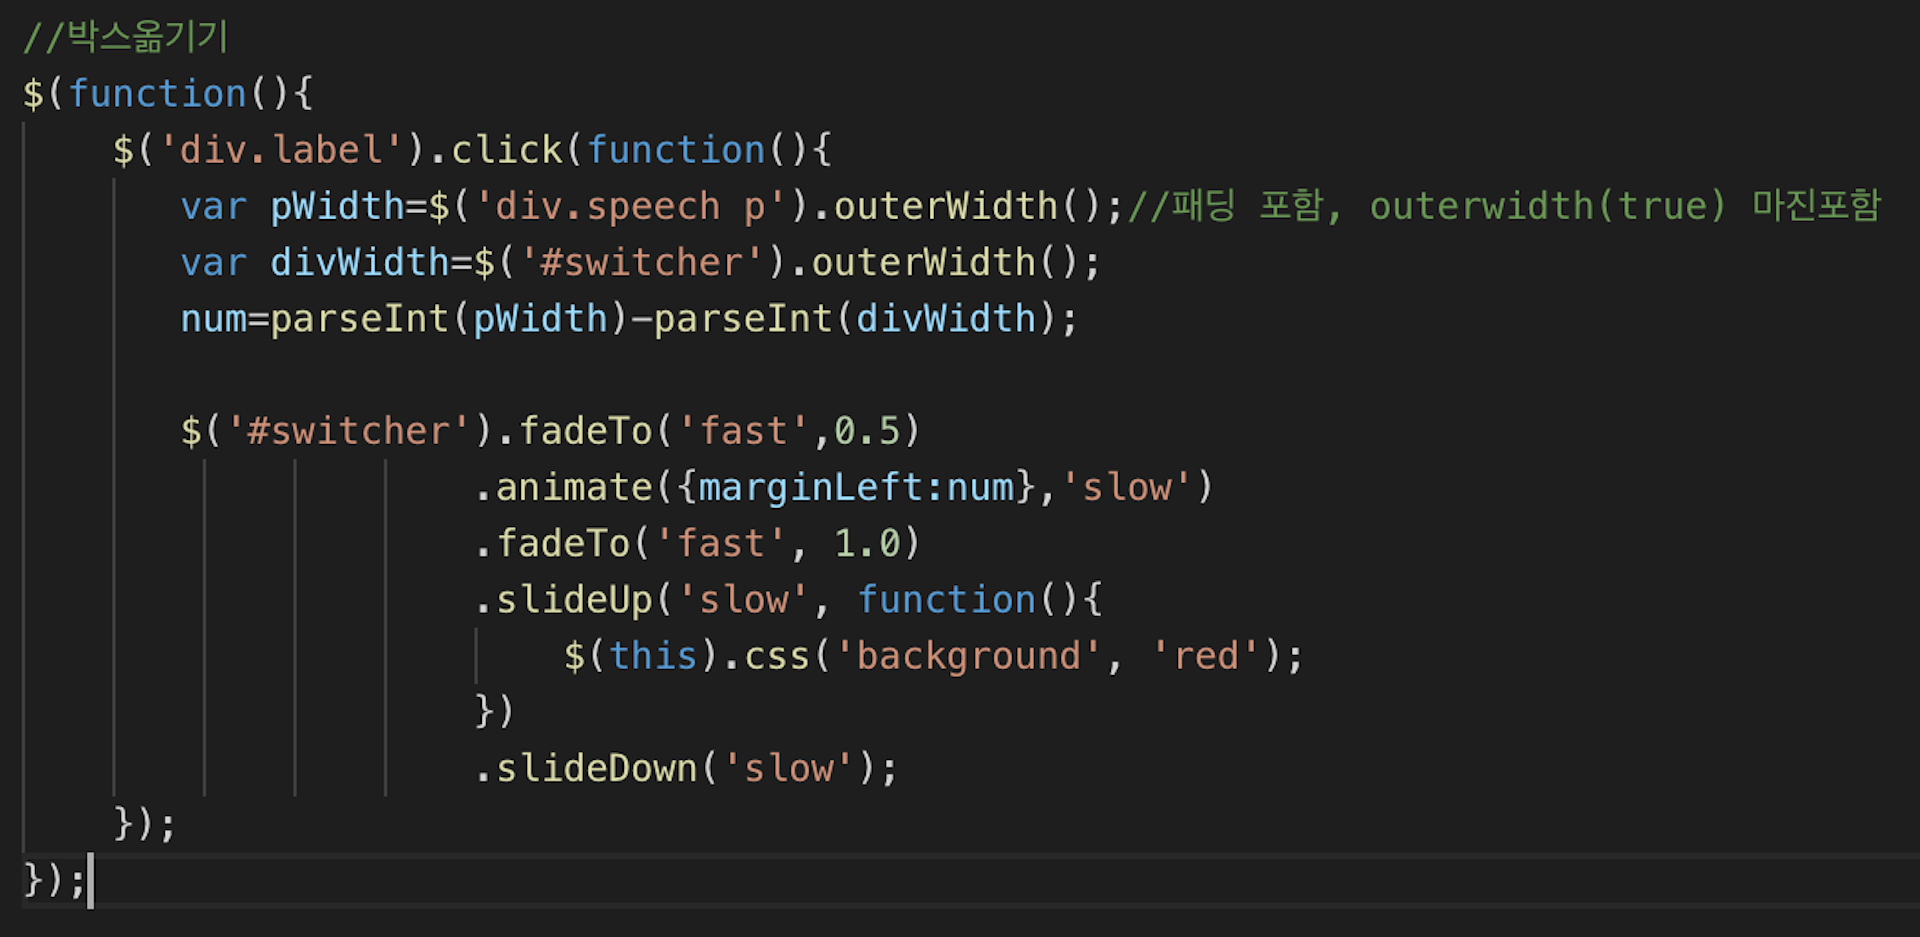 //박스옮기기
$(function(){
    $('div.label').click(function(){
       var pWidth=$('div.speech p').outerWidth();//패딩 포함, outerwidth(true) 마진포함
       var divWidth=$('#switcher').outerWidth();
       num=parseInt(pWidth)-parseInt(divWidth);

       $('#switcher').fadeTo('fast',0.5)
                    .animate({marginLeft:num},'slow')
                    .fadeTo('fast', 1.0)
                    .slideUp('slow', function(){
                        $(this).css('background', 'red');
                    })
                    .slideDown('slow');
    });
});